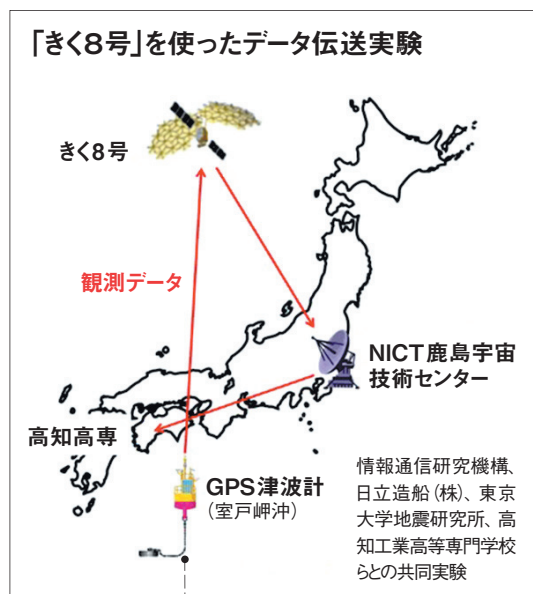 「きく8号」を使ったデータ伝送実験
きく8号
観測データ
NICT鹿島宇宙
技術センター
高知高専
GPS津波計
(室戸岬沖)
情報通信研究機構、
日立造船(株)、東京
大学地震研究所、高
知工業高等専門学校
らとの共同実験